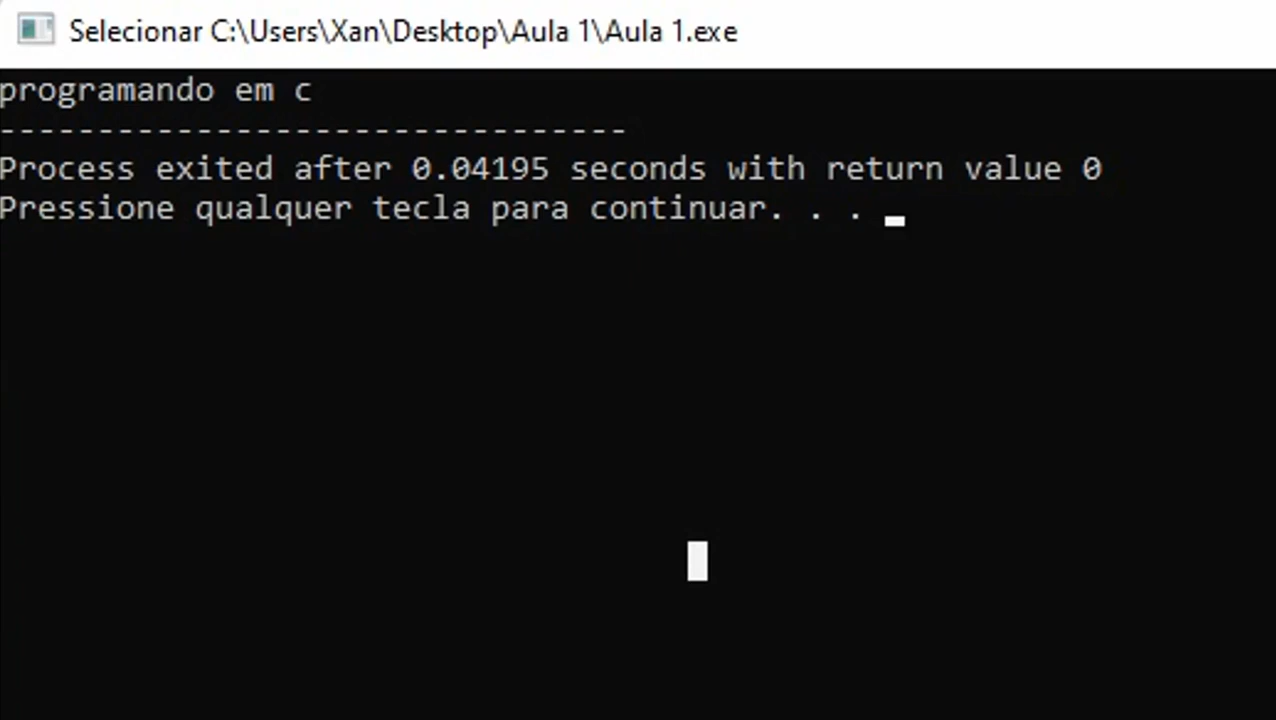 Selecionar C:\Users\Xan\Desktop\Aula 1\Aula 1.exe
programando em c
--------------------------------
Process exited after 0.04195 seconds with return value 0
Pressione qualquer tecla para continuar. . .